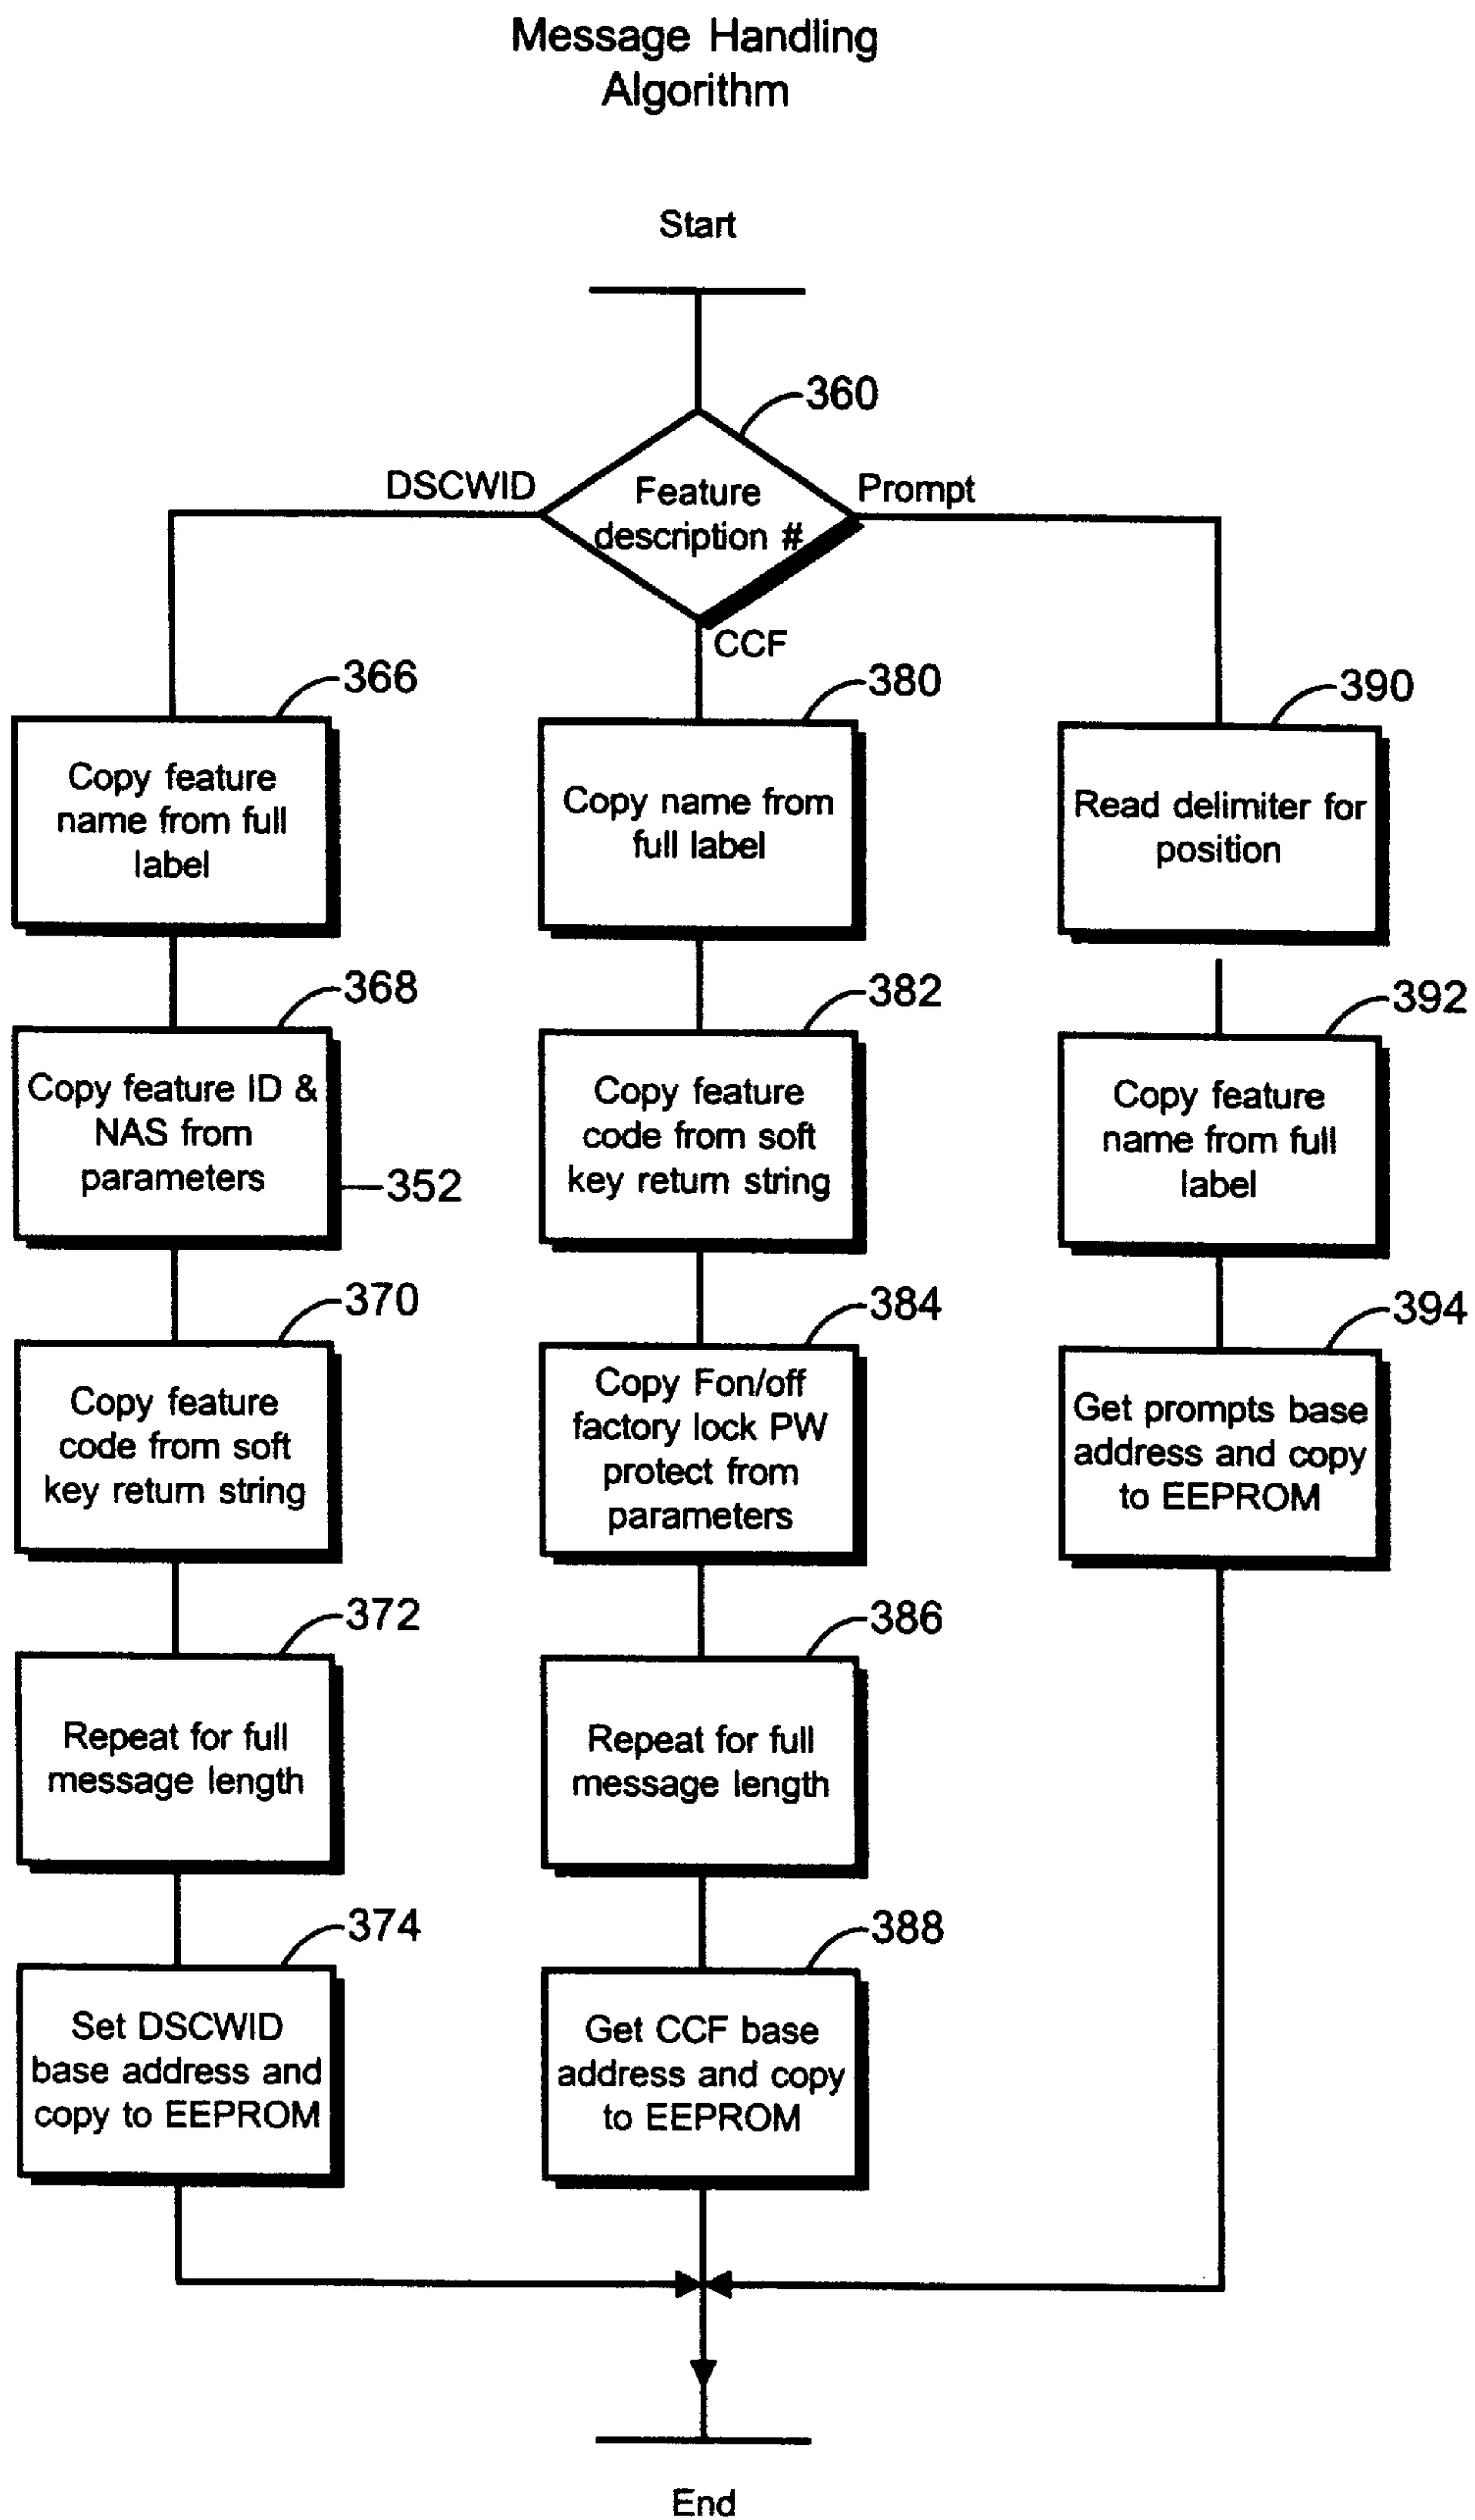 Message Handling
Algorithm
Start
360
DSCWID
Feature
description #
Prompt
CCF
366
Copy feature
name from full
label
368
Copy feature ID &
NAS from
parameters
352
370
Copy feature
code from soft
key return string
372
Repeat for full
message length
374
Set DSCWID
base address and
copy to EEPROM
380
Copy name from
full label
382
Copy feature
code from soft
key return string
384
Copy Fon/off
factory lock PW
protect from
parameters
386
Repeat for full
message length
388
Get CCF base
address and copy
to EEPROM
390
Read delimiter for
position
392
Copy feature
name from full
label
394
Get prompts base
address and copy
to EEPROM
End